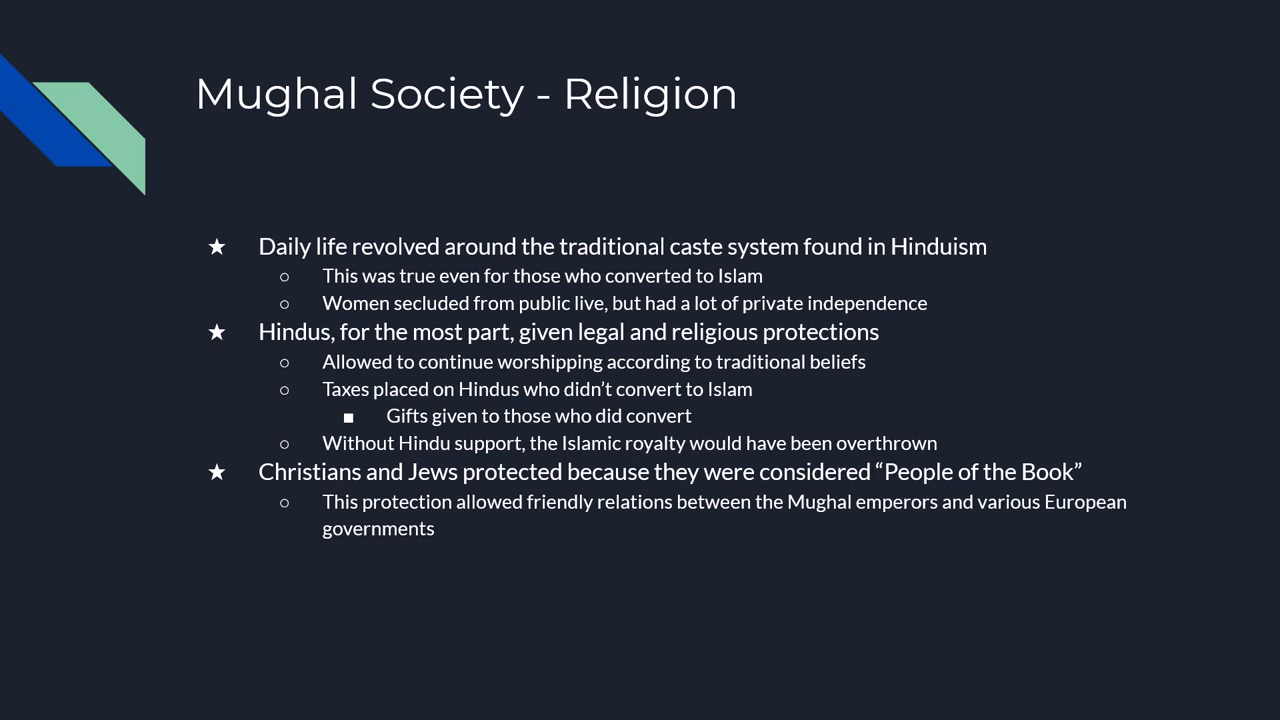 Mughal Society - Religion
★ Daily life revolved around the traditional caste system found in Hinduism
○ This was true even for those who converted to Islam
○ Women secluded from public live, but had a lot of private independence
★ Hindus, for the most part, given legal and religious protections
○ Allowed to continue worshipping according to traditional beliefs
○ Taxes placed on Hindus who didn’t convert to Islam
■ Gifts given to those who did convert
○ Without Hindu support, the Islamic royalty would have been overthrown
★ Christians and Jews protected because they were considered “People of the Book”
○ This protection allowed friendly relations between the Mughal emperors and various European
governments